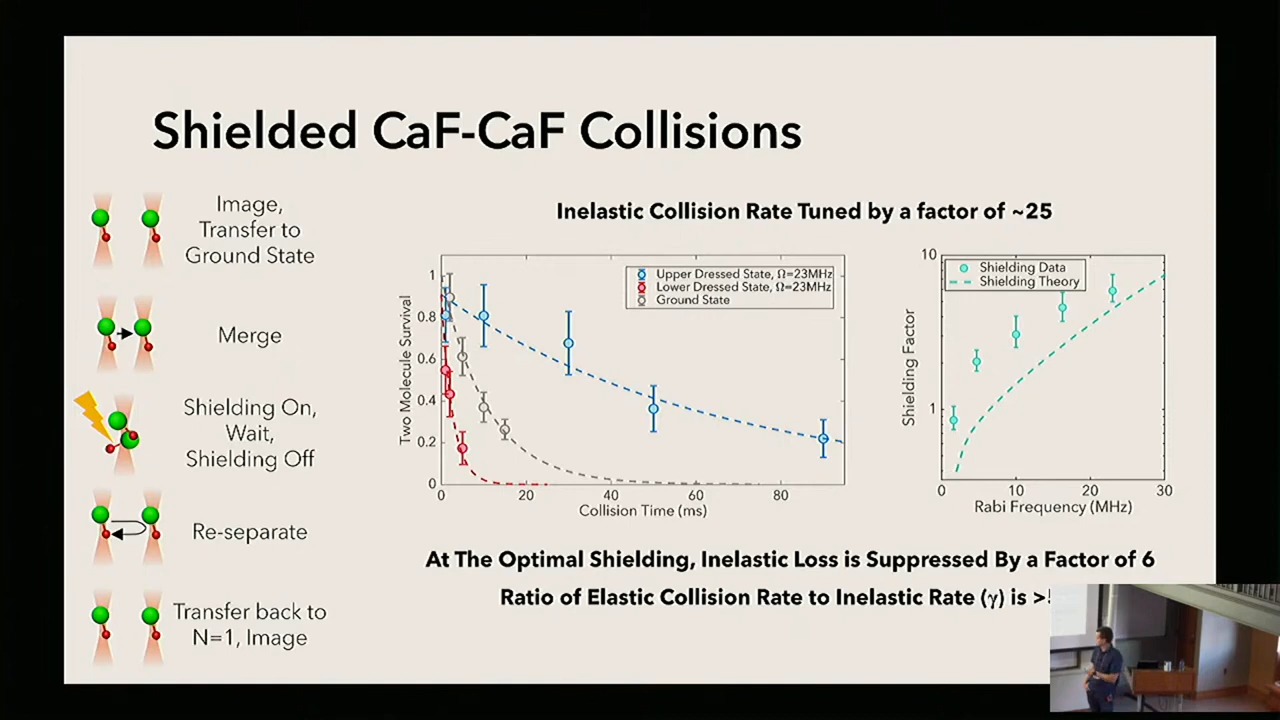 Shielded CaF-CaF Collisions
Image,
Transfer to
Ground State
Merge
Shielding On,
Wait,
Shielding Off
Re-separate
Transfer back to
N=1, Image
Inelastic Collision Rate Tuned by a factor of ~25
Two Molecule Survival
1
0.8
0.6
0.4
0.2
0
Upper Dressed State, Ω=23MHz
Lower Dressed State, Ω=23MHz
Ground State
0 20 40 60 80
Collision Time (ms)
Shielding Factor
10
1
Shielding Data
Shielding Theory
0 10 20 30
Rabi Frequency (MHz)
At The Optimal Shielding, Inelastic Loss is Suppressed By a Factor of 6
Ratio of Elastic Collision Rate to Inelastic Rate (γ) is >